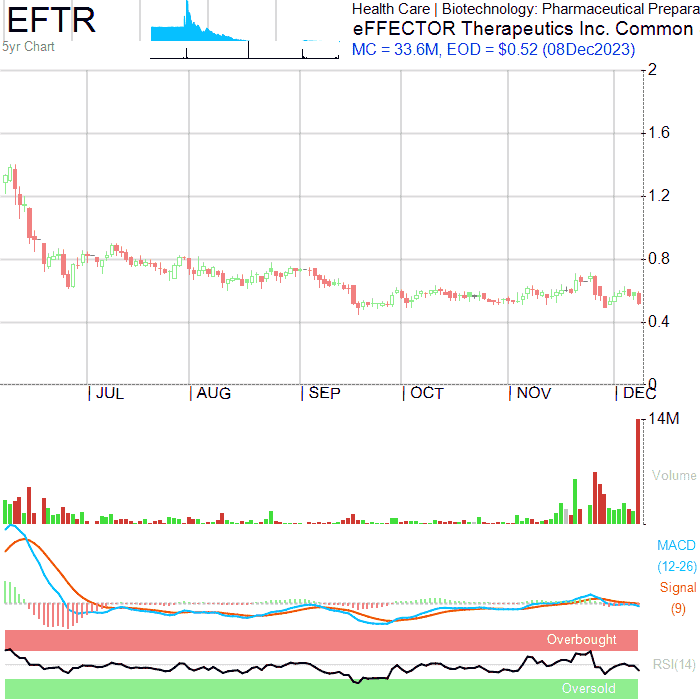 EFTR
5yr Chart
Health Care | Biotechnology: Pharmaceutical Prepara
eFFECTOR Therapeutics Inc. Common
MC = 33.6M, EOD = $0.52 (08Dec2023)
2
1.6
1.2
0.8
0.4
0
JUL AUG SEP OCT NOV DEC
14M
Volume
MACD
(12-26)
Signal
(9)
Overbought
RSI(14)
Oversold